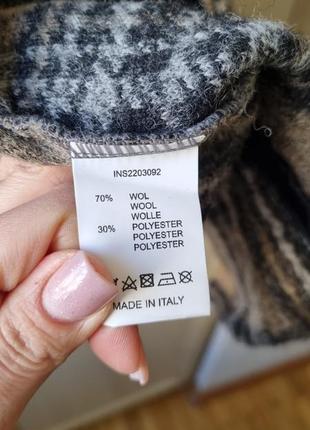 INS2203092
70% WOL
WOOL
WOLLE
30% POLYESTER
POLYESTER
POLYESTER
MADE IN ITALY